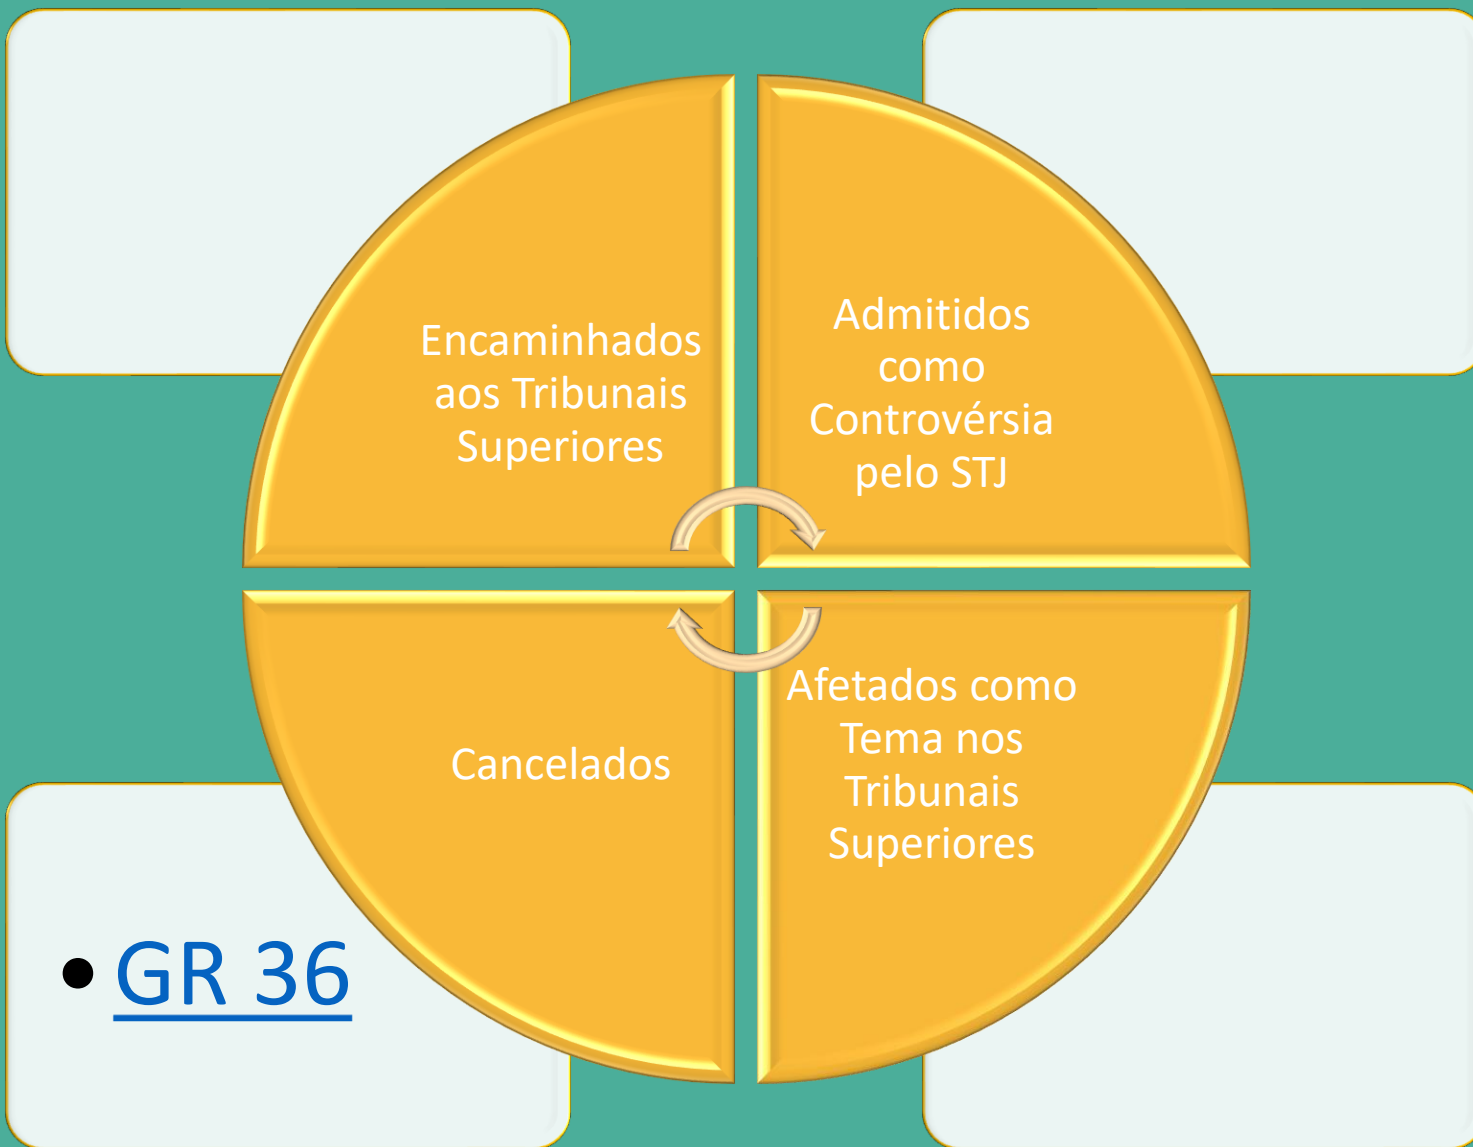 Encaminhados
aos Tribunais
Superiores
Admitidos
como
Controvérsia
pelo STJ
Cancelados
Afetados como
Tema nos
Tribunais
Superiores
• GR 36